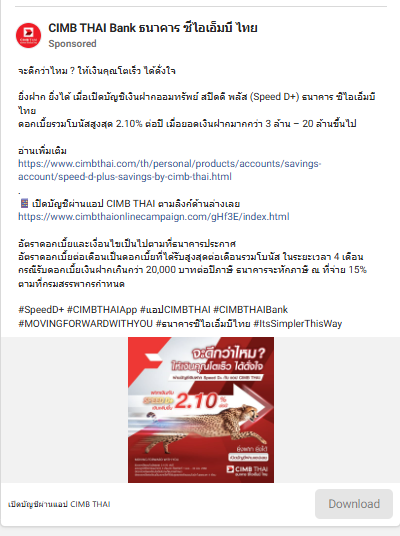 CIMB THAI Bank ธนาคาร ซีไอเอ็มบี ไทย
Sponsored
จะดีกว่าไหม ? ให้เงินคุณโตเร็ว ได้ดั่งใจ
ยิ่งฝาก ยิ่งได้ เมื่อเปิดบัญชีเงินฝากออมทรัพย์ สปีดดี พลัส (Speed D+) ธนาคาร ซีไอเอ็มบี
ไทย
ดอกเบี้ยรวมโบนัสสูงสุด 2.10% ต่อปี เมื่อยอดเงินฝากมากกว่า 3 ล้าน – 20 ล้านขึ้นไป
อ่านเพิ่มเติม
https://www.cimbthai.com/th/personal/products/accounts/savings-
account/speed-d-plus-savings-by-cimb-thai.html
.
เปิดบัญชีผ่านแอป CIMB THAI ตามลิงก์ด้านล่างเลย
https://www.cimbthaionlinecampaign.com/gHf3E/index.html
อัตราดอกเบี้ยและเงื่อนไขเป็นไปตามที่ธนาคารประกาศ
อัตราดอกเบี้ยต่อเดือนเป็นดอกเบี้ยที่ได้รับสูงสุดต่อเดือนรวมโบนัส ในระยะเวลา 4 เดือน
กรณีรับดอกเบี้ยเงินฝากเกินกว่า 20,000 บาทต่อปีภาษี ธนาคารจะหักภาษี ณ ที่จ่าย 15%
ตามที่กรมสรรพากรกำหนด
#SpeedD+ #CIMBTHAIApp #แอปCIMBTHAI #CIMBTHAIBank
#MOVINGFORWARDWITHYOU #ธนาคารซีไอเอ็มบีไทย #ItsSimplerThisWay
จะดีกว่าไหม?
ให้เงินคุณโตเร็ว ได้ดั่งใจ
2.10%
ยิ่งฝาก ยิ่งได้
CIMB THAI
เปิดบัญชีผ่านแอป CIMB THAI
Download